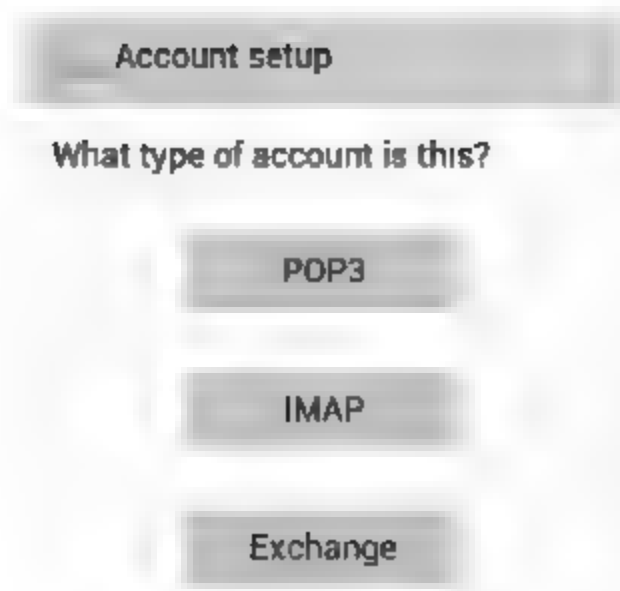 Account setup
What type of account is this?
POP3
IMAP
Exchange